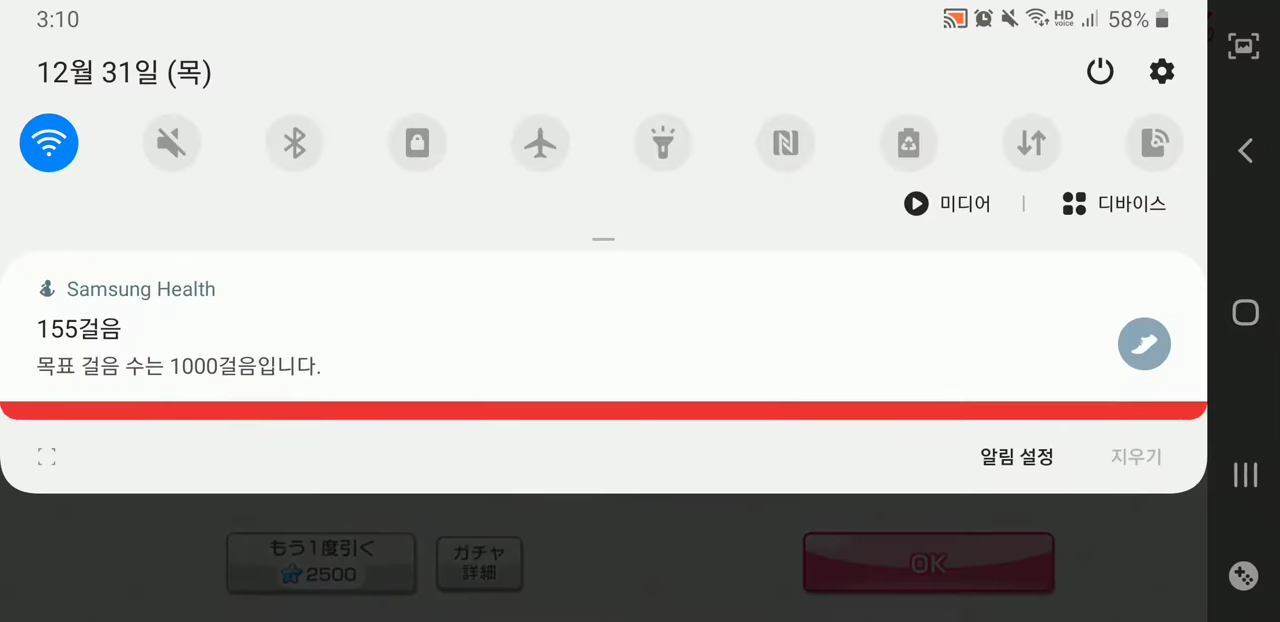 3:10
HD voice 58%
12월 31일 (목)
미디어 | 디바이스
Samsung Health
155걸음
목표 걸음 수는 1000걸음입니다.
알림 설정 지우기
もう1度引く
2500
ガチャ
詳細
OK